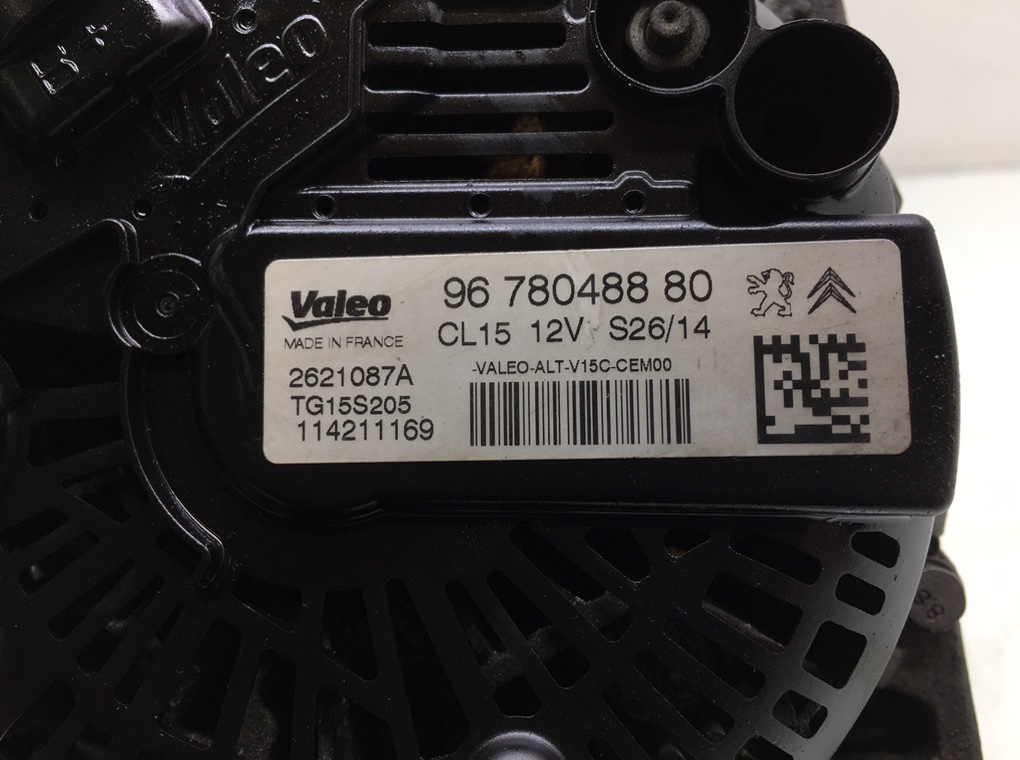 B+
Valeo
Valeo
96 780488 80
MADE IN FRANCE
CL15 12V S26/14
2621087A
-VALEO-ALT-V15C-CEM00
TG15S205
114211169